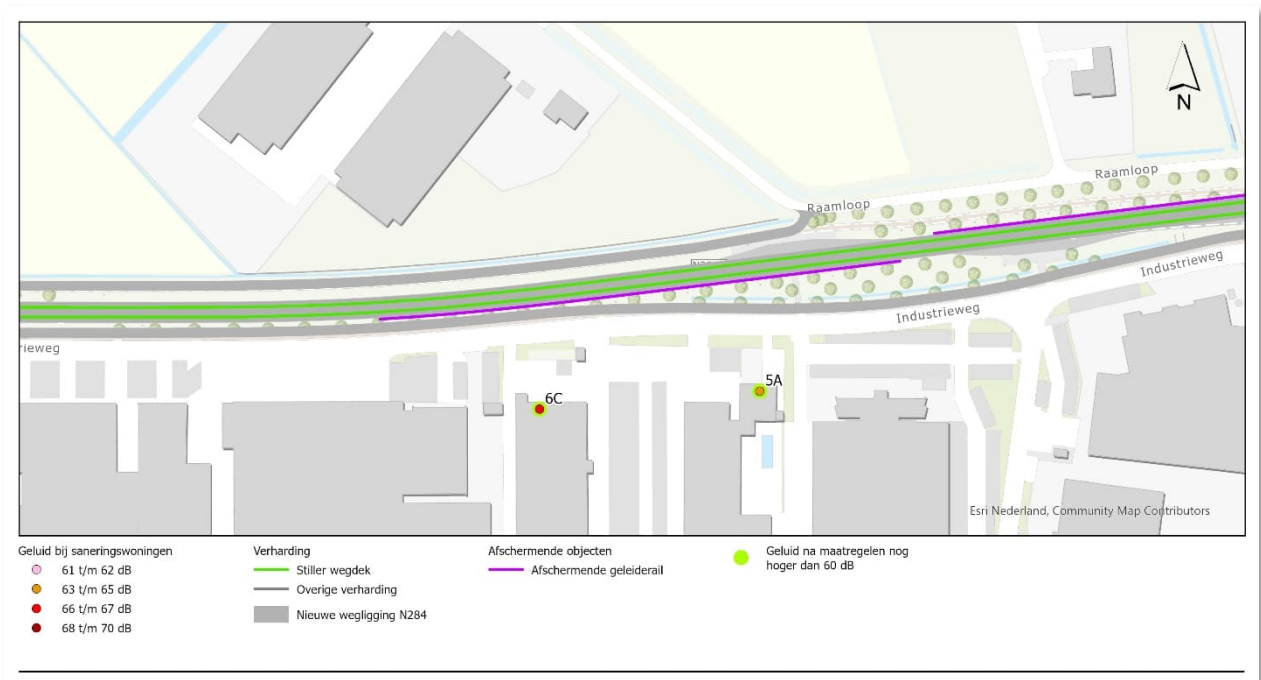 N
Raamloop
Raamloop
Industrieweg
Industrieweg
rieweg
5A
6C
Esri Nederland, Community Map Contributors
Geluid bij saneringswoningen
61 t/m 62 dB
63 t/m 65 dB
66 t/m 67 dB
68 t/m 70 dB
Verharding
Stiller wegdek
Overige verharding
Nieuwe wegligging N284
Afschermende objecten
Afschermende geleiderail
Geluid na maatregelen nog
hoger dan 60 dB